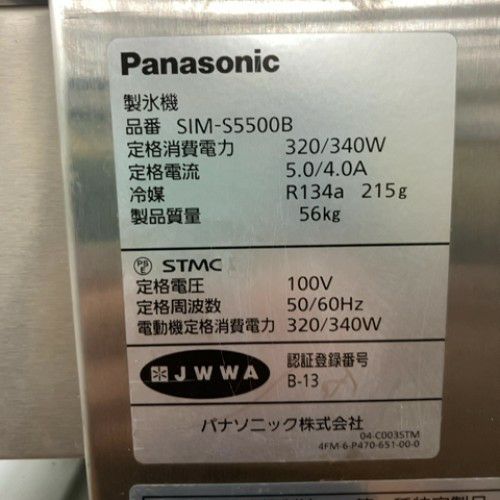 Panasonic
製氷機
品番 SIM-S5500B
定格消費電力 320/340W
定格電流 5.0/4.0A
冷媒 R134a 215g
製品質量 56kg
PS E STMC
定格電圧 100V
定格周波数 50/60Hz
電動機定格消費電力 320/340W
JWWA 認証登録番号
B-13
パナソニック株式会社
04-C003STM
4FM-6-P470-651-00-0